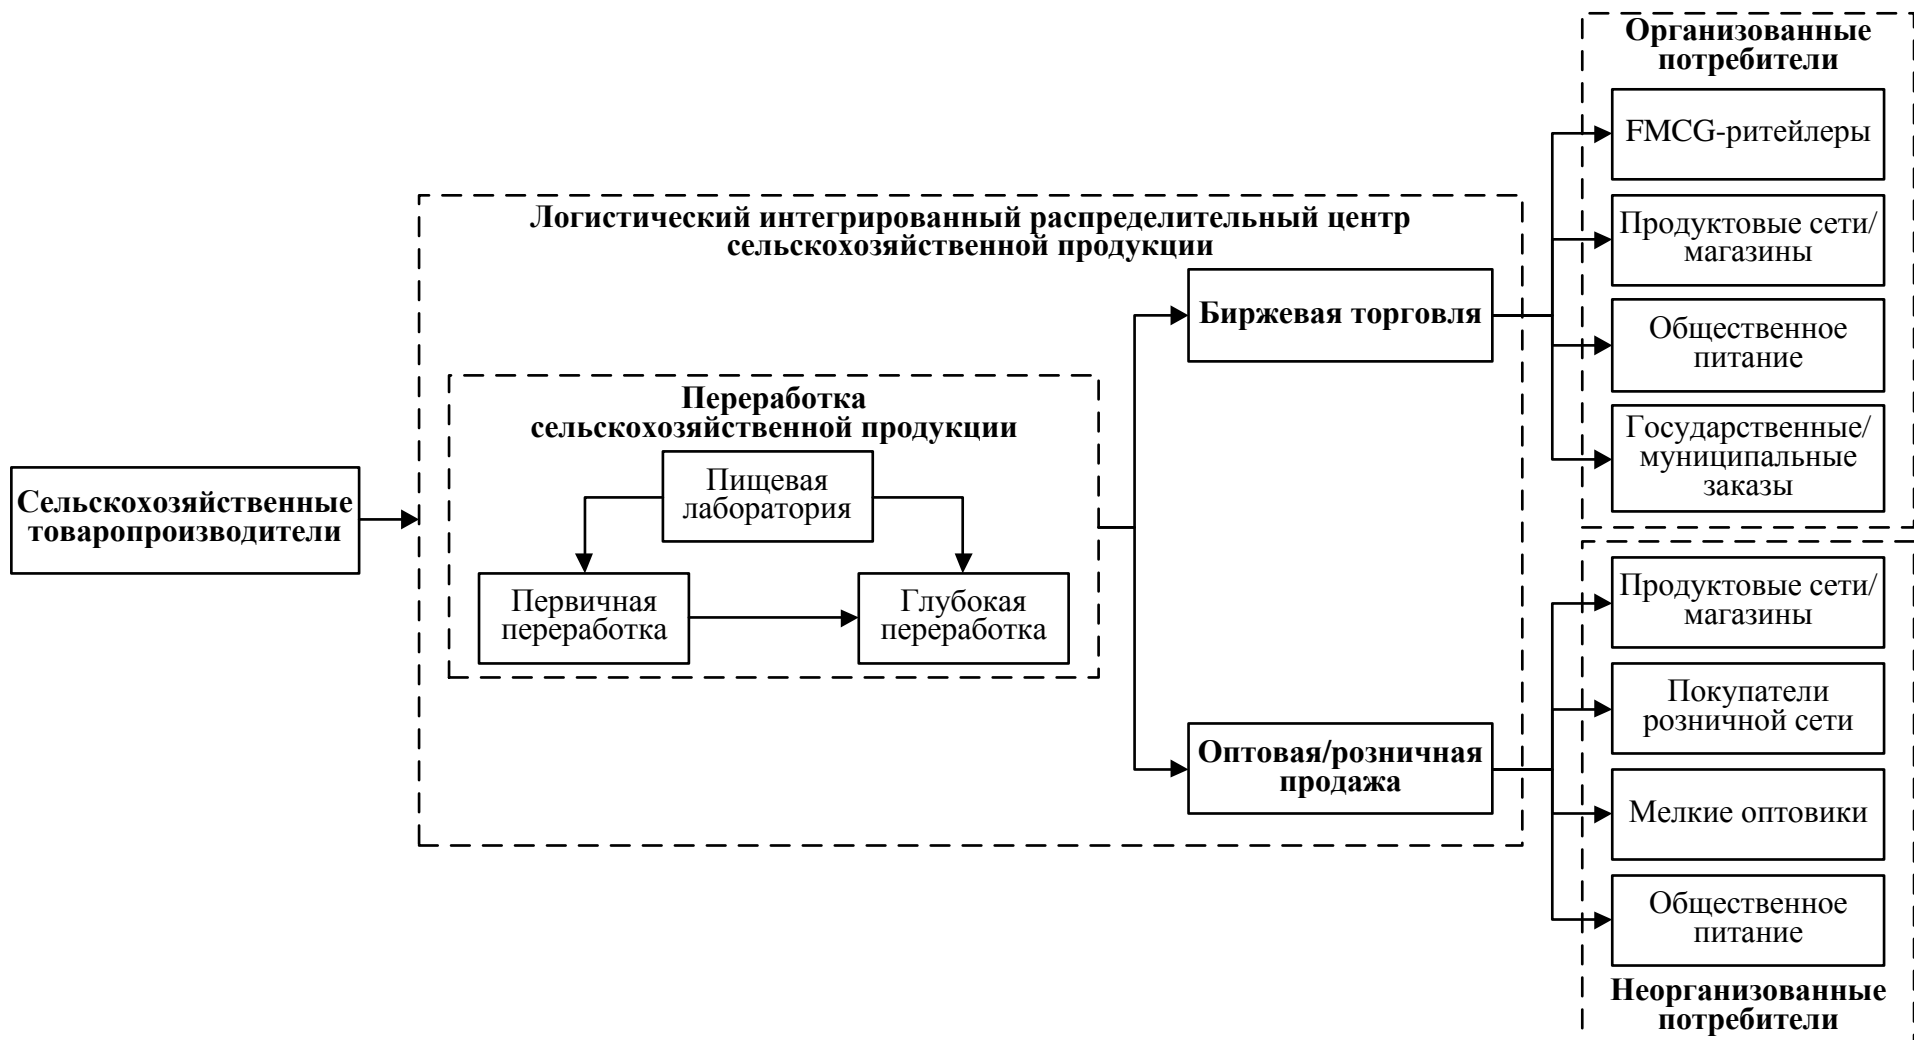 Сельскохозяйственные
товаропроизводители
Логистический интегрированный распределительный центр
сельскохозяйственной продукции
Переработка
сельскохозяйственной продукции
Пищевая
лаборатория
Первичная
переработка
Глубокая
переработка
Биржевая торговля
Оптовая/розничная
продажа
Организованные
потребители
FMCG-ритейлеры
Продуктовые сети/
магазины
Общественное
питание
Государственные/
муниципальные
заказы
Продуктовые сети/
магазины
Покупатели
розничной сети
Мелкие оптовики
Общественное
питание
Неорганизованные
потребители